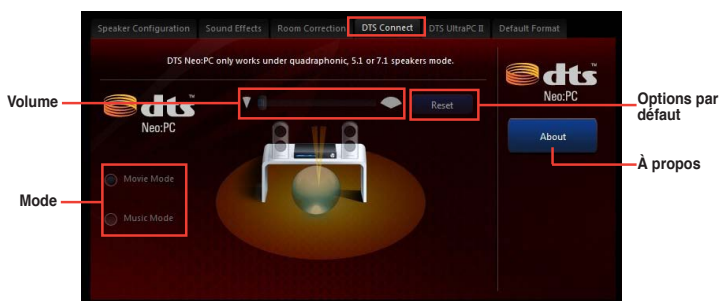 Speaker Configuration Sound Effects Room Correction DTS Connect DTS UltraPC II Default Format
DTS Neo:PC only works under quadraphonic, 5.1 or 7.1 speakers mode.
dts™
Neo:PC
Volume
dts™
Neo:PC
Reset
Options par
défaut
About
À propos
Mode
Movie Mode
Music Mode